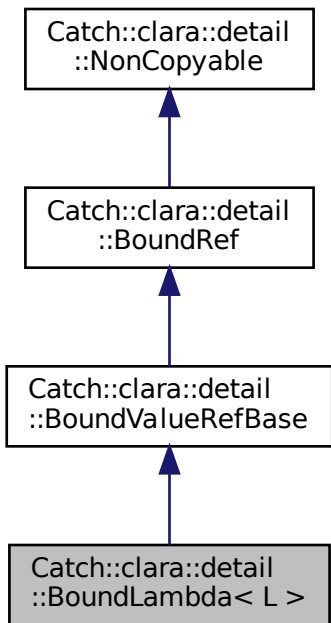 Catch::clara::detail
::NonCopyable
Catch::clara::detail
::BoundRef
Catch::clara::detail
::BoundValueRefBase
Catch::clara::detail
::BoundLambda< L >